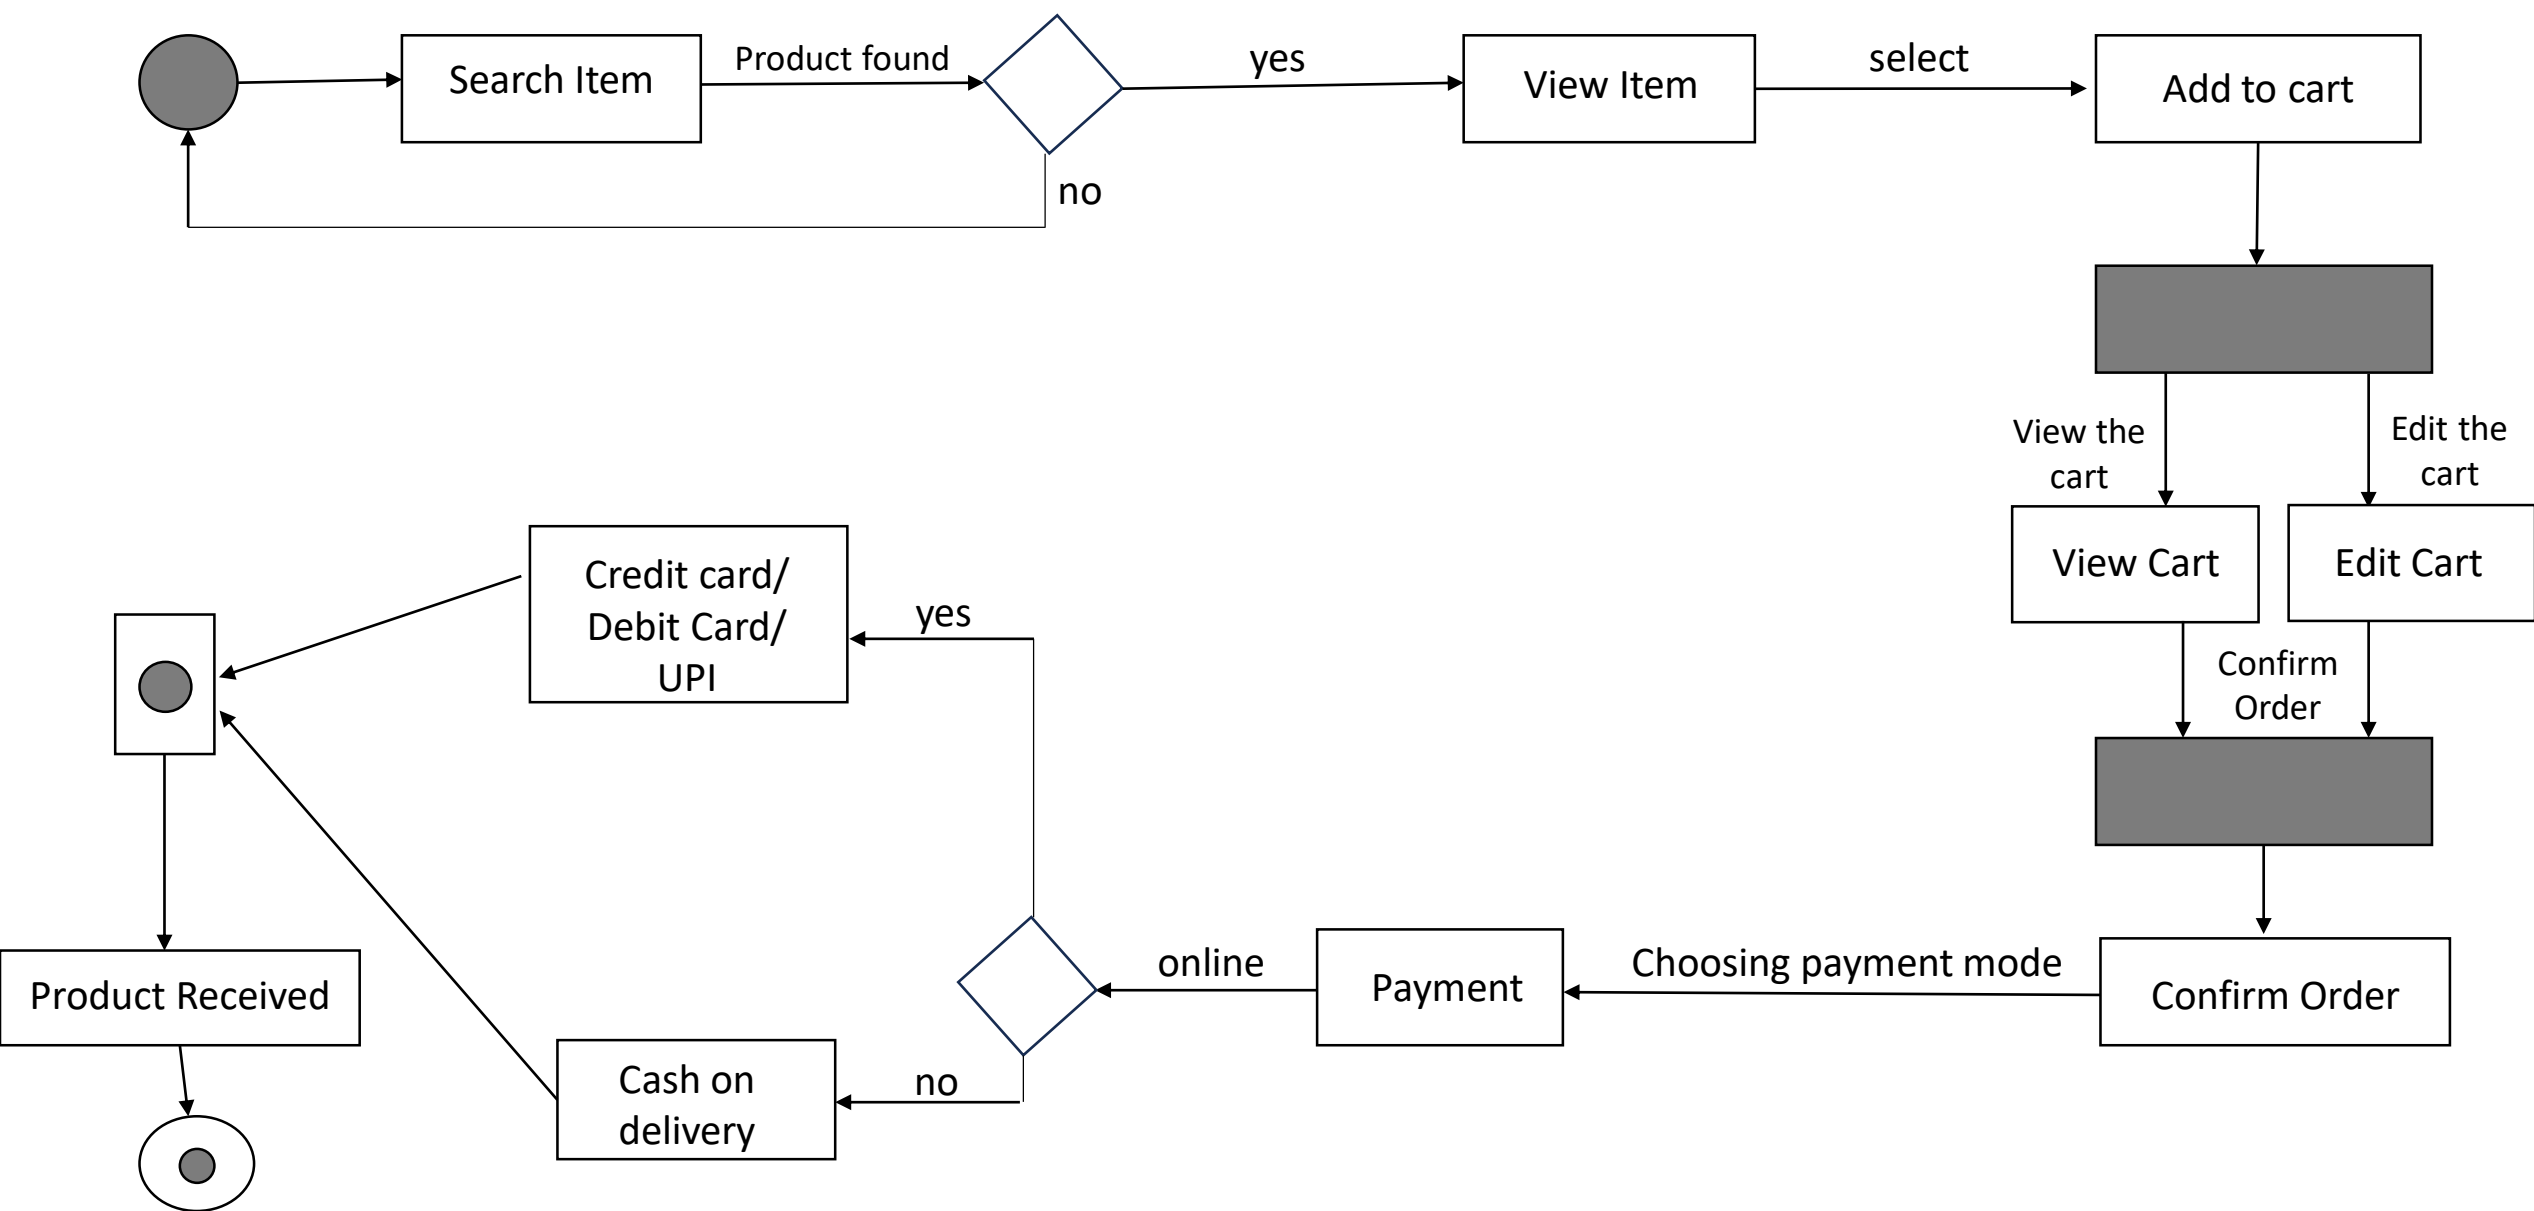 Search Item
Product found
yes
View Item
select
Add to cart
no
View the
cart
Edit the
cart
View Cart
Edit Cart
Confirm
Order
Confirm Order
Choosing payment mode
Payment
online
yes
Credit card/
Debit Card/
UPI
no
Cash on
delivery
Product Received